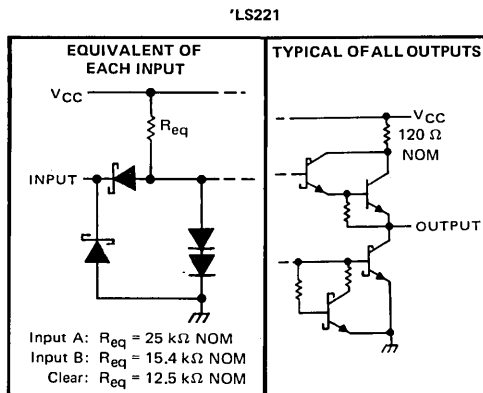 'LS221
EQUIVALENT OF
EACH INPUT
VCC
Req
INPUT
Input A: Req = 25 kΩ NOM
Input B: Req = 15.4 kΩ NOM
Clear: Req = 12.5 kΩ NOM
TYPICAL OF ALL OUTPUTS
VCC
120 Ω
NOM
OUTPUT